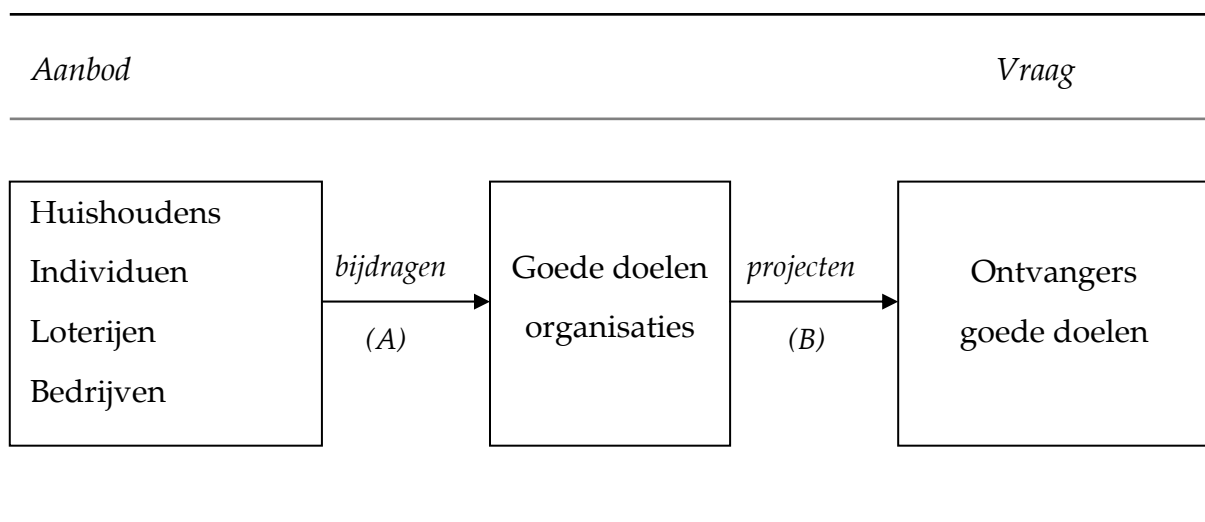 Aanbod
Vraag
Huishoudens
Individuen
Loterijen
Bedrijven
bijdragen
(A)
Goede doelen
organisaties
projecten
(B)
Ontvangers
goede doelen